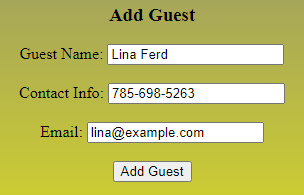 Add Guest
Guest Name: Lina Ferd
Contact Info: 785-698-5263
Email: lina@example.com
Add Guest